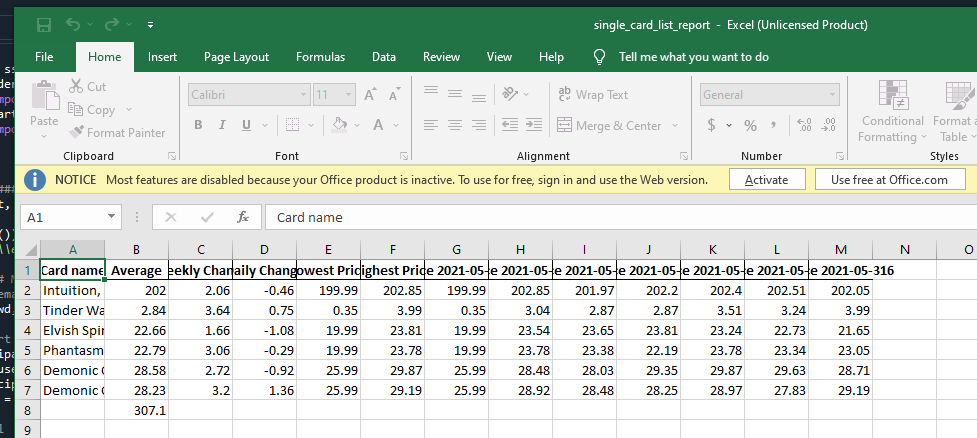 single_card_list_report - Excel (Unlicensed Product)
File Home Insert Page Layout Formulas Data Review View Help Tell me what you want to do
Cut
Copy
Format Painter
Paste
Calibri 11 A A
B I U A
ab Wrap Text
Merge & Center
General
$ % , .00 .0
Conditional Format a
Formatting Table
Clipboard Font Alignment Number Styles
NOTICE Most features are disabled because your Office product is inactive. To use for free, sign in and use the Web version. Activate Use free at Office.com
A1 fx Card name
A B C D E F G H I J K L M N O
1 Card name Average eekly Chan aily Chang owest Pric ighest Pric e 2021-05- e 2021-05- e 2021-05- e 2021-05- e 2021-05- e 2021-05- e 2021-05-316
2 Intuition, 202 2.06 -0.46 199.99 202.85 199.99 202.85 201.97 202.2 202.4 202.51 202.05
3 Tinder Wa 2.84 3.64 0.75 0.35 3.99 0.35 3.04 2.87 2.87 3.51 3.24 3.99
4 Elvish Spir 22.66 1.66 -1.08 19.99 23.81 19.99 23.54 23.65 23.81 23.24 22.73 21.65
5 Phantasm 22.79 3.06 -0.29 19.99 23.78 19.99 23.78 23.38 22.19 23.78 23.34 23.05
6 Demonic 28.58 2.72 -0.92 25.99 29.87 25.99 28.48 28.03 29.35 29.87 29.63 28.71
7 Demonic 28.23 3.2 1.36 25.99 29.19 25.99 28.92 28.48 28.25 28.97 27.83 29.19
8 307.1
9